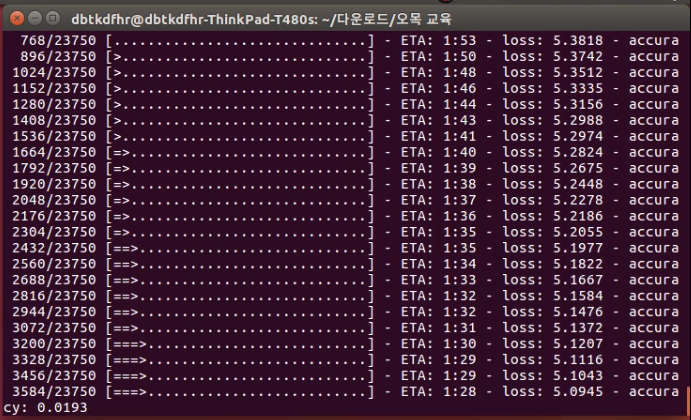 dbtkdfhr@dbtkdfhr-ThinkPad-T480s: ~/다운로드/오목 교육
768/23750 [..............................] - ETA: 1:53 - loss: 5.3818 - accura
896/23750 [>.............................] - ETA: 1:50 - loss: 5.3742 - accura
1024/23750 [>.............................] - ETA: 1:48 - loss: 5.3512 - accura
1152/23750 [>.............................] - ETA: 1:46 - loss: 5.3335 - accura
1280/23750 [>.............................] - ETA: 1:44 - loss: 5.3156 - accura
1408/23750 [>.............................] - ETA: 1:43 - loss: 5.2988 - accura
1536/23750 [>.............................] - ETA: 1:41 - loss: 5.2974 - accura
1664/23750 [=>............................] - ETA: 1:40 - loss: 5.2824 - accura
1792/23750 [=>............................] - ETA: 1:39 - loss: 5.2675 - accura
1920/23750 [=>............................] - ETA: 1:38 - loss: 5.2448 - accura
2048/23750 [=>............................] - ETA: 1:37 - loss: 5.2278 - accura
2176/23750 [=>............................] - ETA: 1:36 - loss: 5.2186 - accura
2304/23750 [=>............................] - ETA: 1:35 - loss: 5.2055 - accura
2432/23750 [==>...........................] - ETA: 1:35 - loss: 5.1977 - accura
2560/23750 [==>...........................] - ETA: 1:34 - loss: 5.1822 - accura
2688/23750 [==>...........................] - ETA: 1:33 - loss: 5.1667 - accura
2816/23750 [==>...........................] - ETA: 1:32 - loss: 5.1584 - accura
2944/23750 [==>...........................] - ETA: 1:32 - loss: 5.1476 - accura
3072/23750 [==>...........................] - ETA: 1:31 - loss: 5.1372 - accura
3200/23750 [===>..........................] - ETA: 1:30 - loss: 5.1207 - accura
3328/23750 [===>..........................] - ETA: 1:29 - loss: 5.1116 - accura
3456/23750 [===>..........................] - ETA: 1:29 - loss: 5.1043 - accura
3584/23750 [===>..........................] - ETA: 1:28 - loss: 5.0945 - accura
cy: 0.0193